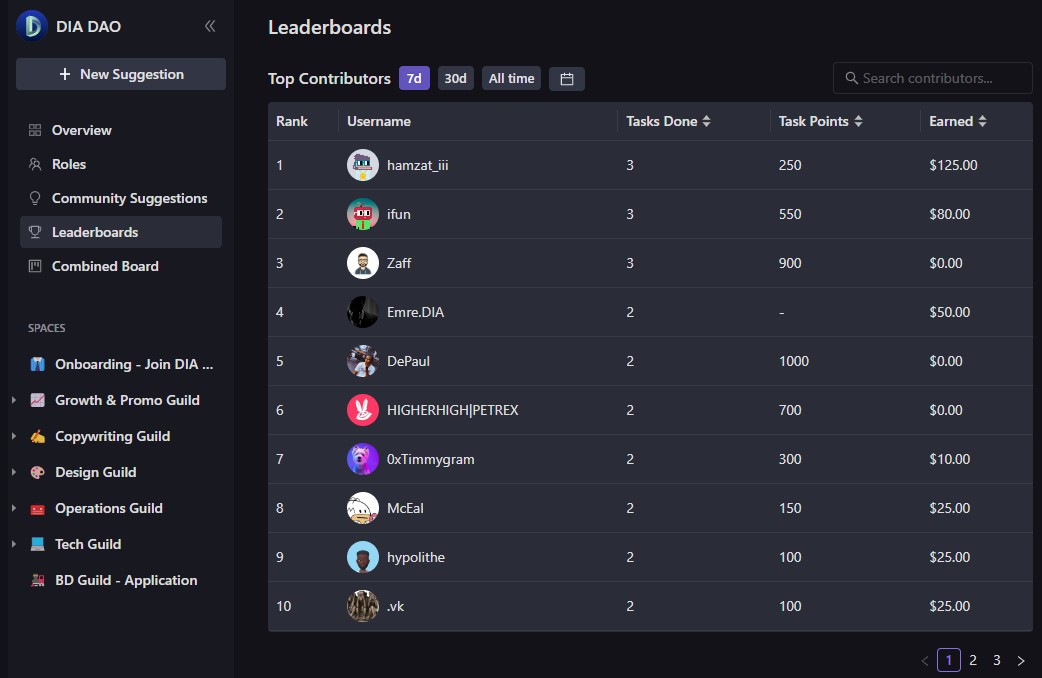 DIA DAO
New Suggestion
Overview
Roles
Community Suggestions
Leaderboards
Combined Board
SPACES
Onboarding - Join DIA ...
Growth & Promo Guild
Copywriting Guild
Design Guild
Operations Guild
Tech Guild
BD Guild - Application
Leaderboards
Top Contributors 7d 30d All time Search contributors...
Rank Username Tasks Done Task Points Earned
1 hamzat_iii 3 250 $125.00
2 ifun 3 550 $80.00
3 Zaff 3 900 $0.00
4 Emre.DIA 2 - $50.00
5 DePaul 2 1000 $0.00
6 HIGHERHIGH|PETREX 2 700 $0.00
7 0xTimmygram 2 300 $10.00
8 McEal 2 150 $25.00
9 hypolithe 2 100 $25.00
10 .vk 2 100 $25.00
1 2 3